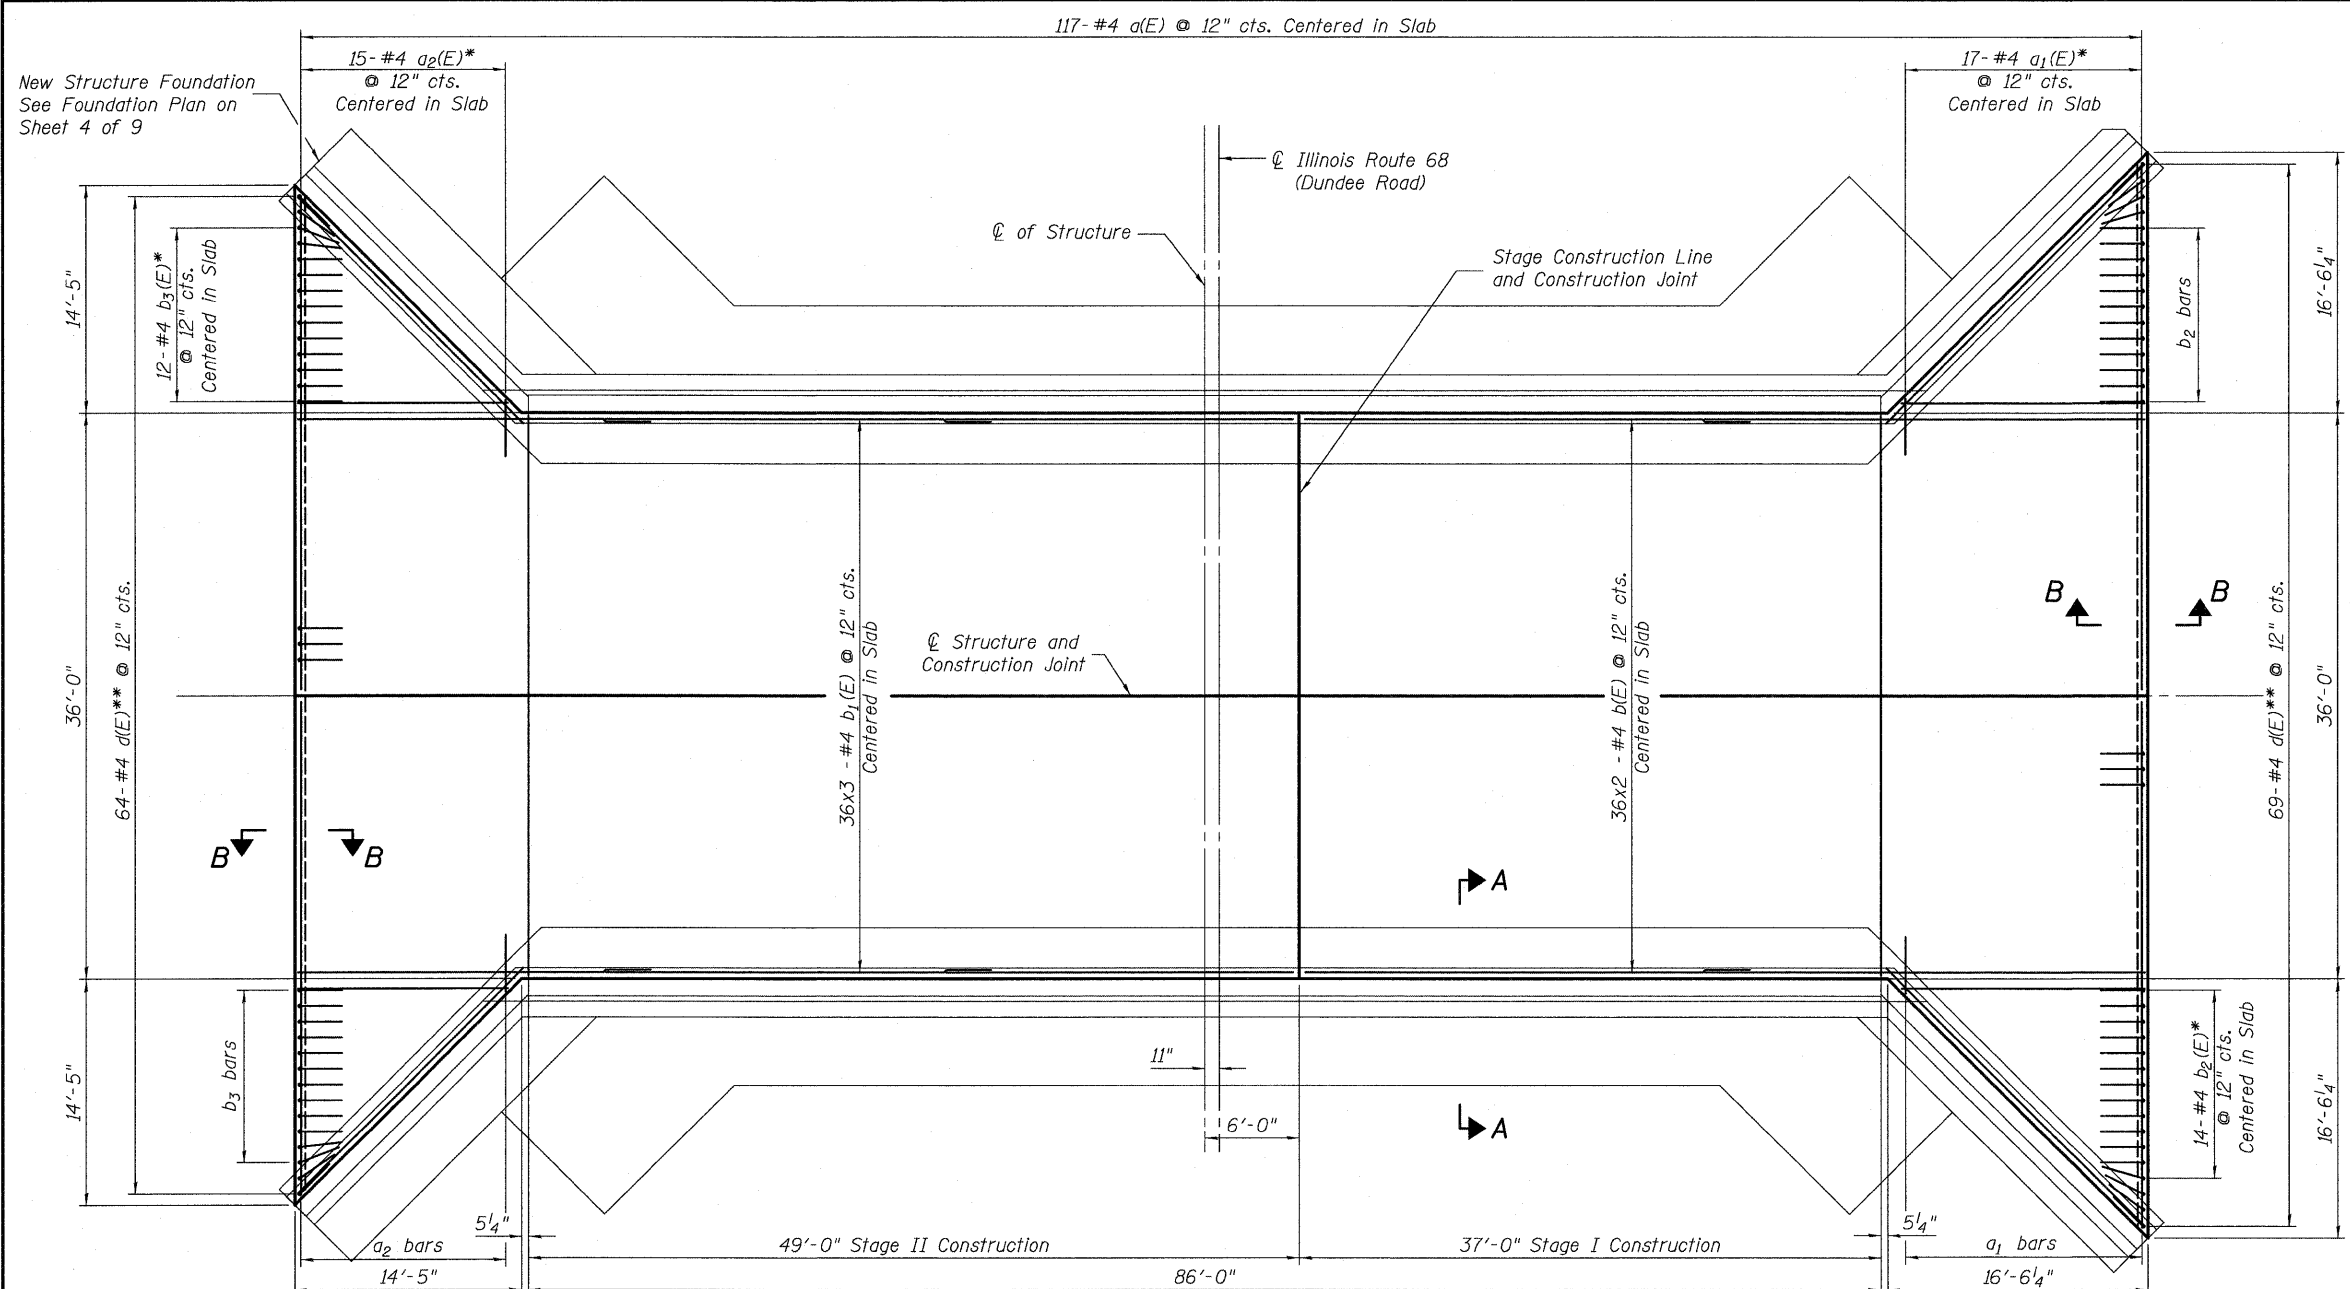 117-#4 a(E) @ 12" cts. Centered in Slab
15-#4 a2(E)*
@ 12" cts.
Centered in Slab
17-#4 a1(E)*
@ 12" cts.
Centered in Slab
New Structure Foundation
See Foundation Plan on
Sheet 4 of 9
℄ Illinois Route 68
(Dundee Road)
℄ of Structure
Stage Construction Line
and Construction Joint
14'-5"
12-#4 b3(E)*
@ 12" cts.
Centered in Slab
b2 bars
16'-6¼"
64-#4 d(E)** @ 12" cts.
36'-0"
36x3 - #4 b1(E) @ 12" cts.
Centered in Slab
℄ Structure and
Construction Joint
36x2 - #4 b(E) @ 12" cts.
Centered in Slab
B
B
69-#4 d(E)** @ 12" cts.
36'-0"
B
B
A
14'-5"
b3 bars
11"
6'-0"
A
14-#4 b2(E)*
@ 12" cts.
Centered in Slab
16'-6¼"
5¼"
a2 bars
49'-0" Stage II Construction
37'-0" Stage I Construction
5¼"
a1 bars
14'-5"
86'-0"
16'-6¼"